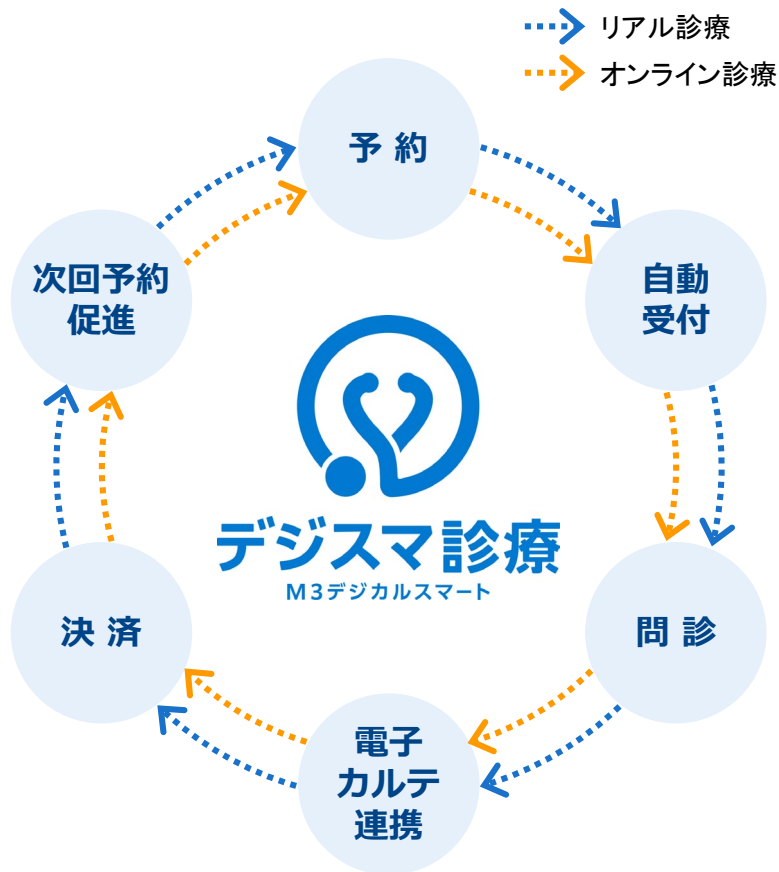 リアル診療
オンライン診療
予 約
自動
受付
問 診
電子
カルテ
連携
決 済
次回予約
促進
デジスマ診療
M3デジカルスマート